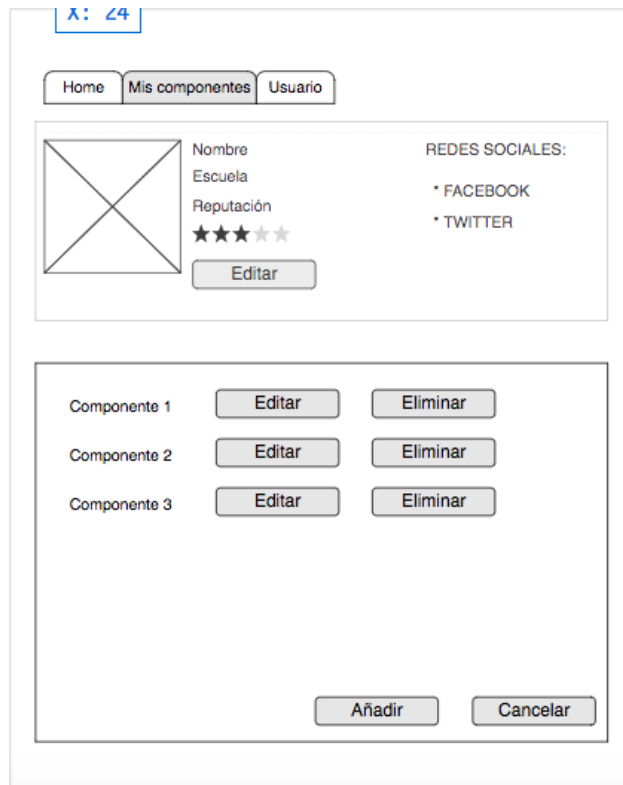 X: 24
Home Mis componentes Usuario
Nombre
Escuela
Reputación
Editar
REDES SOCIALES:
* FACEBOOK
* TWITTER
Componente 1 Editar Eliminar
Componente 2 Editar Eliminar
Componente 3 Editar Eliminar
Añadir Cancelar